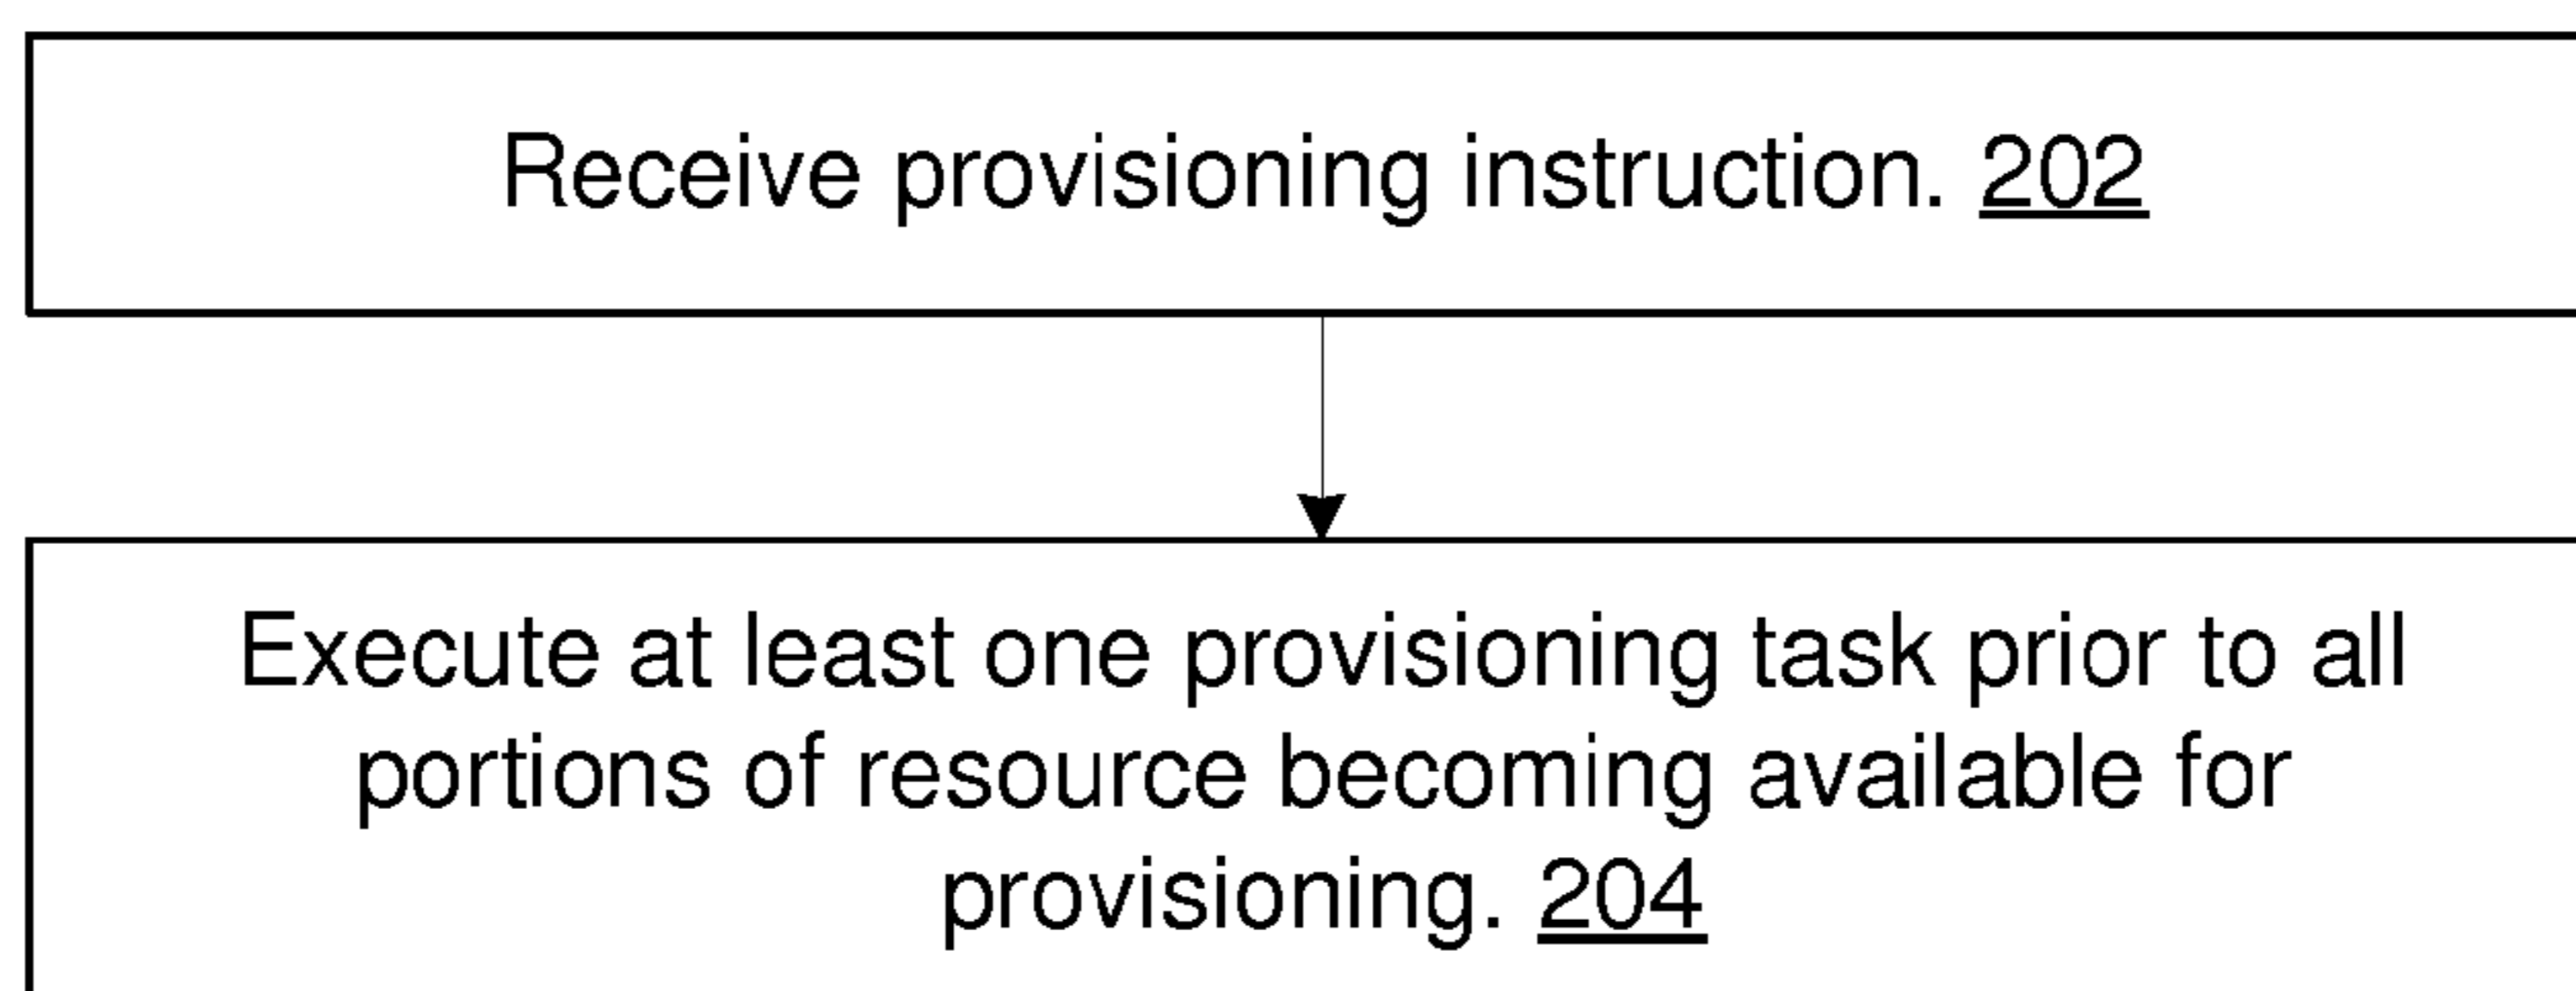 Receive provisioning instruction. 202
Execute at least one provisioning task prior to all
portions of resource becoming available for
provisioning. 204